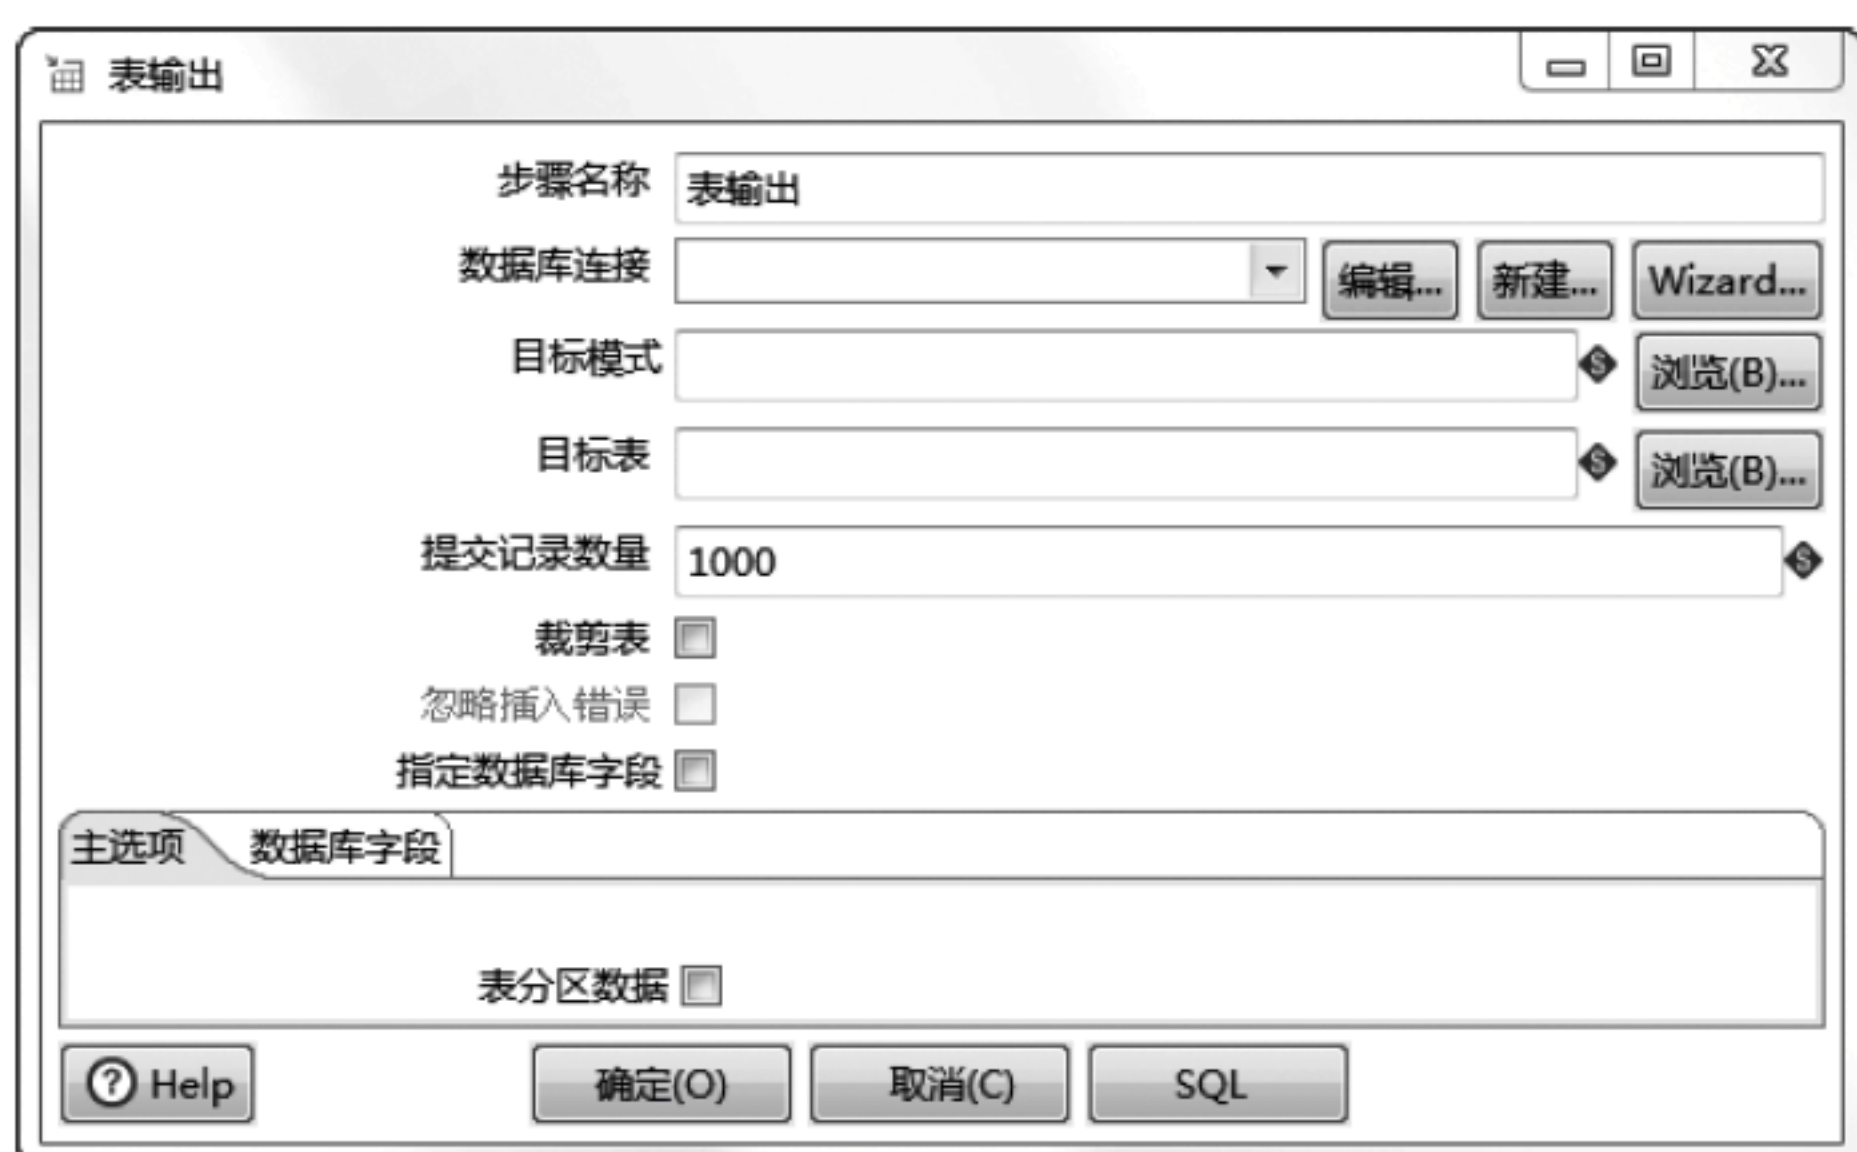 表输出
步骤名称 表输出
数据库连接 编辑... 新建... Wizard...
目标模式 浏览(B)...
目标表 浏览(B)...
提交记录数量 1000
裁剪表
忽略插入错误
指定数据库字段
主选项 数据库字段
表分区数据
Help 确定(O) 取消(C) SQL